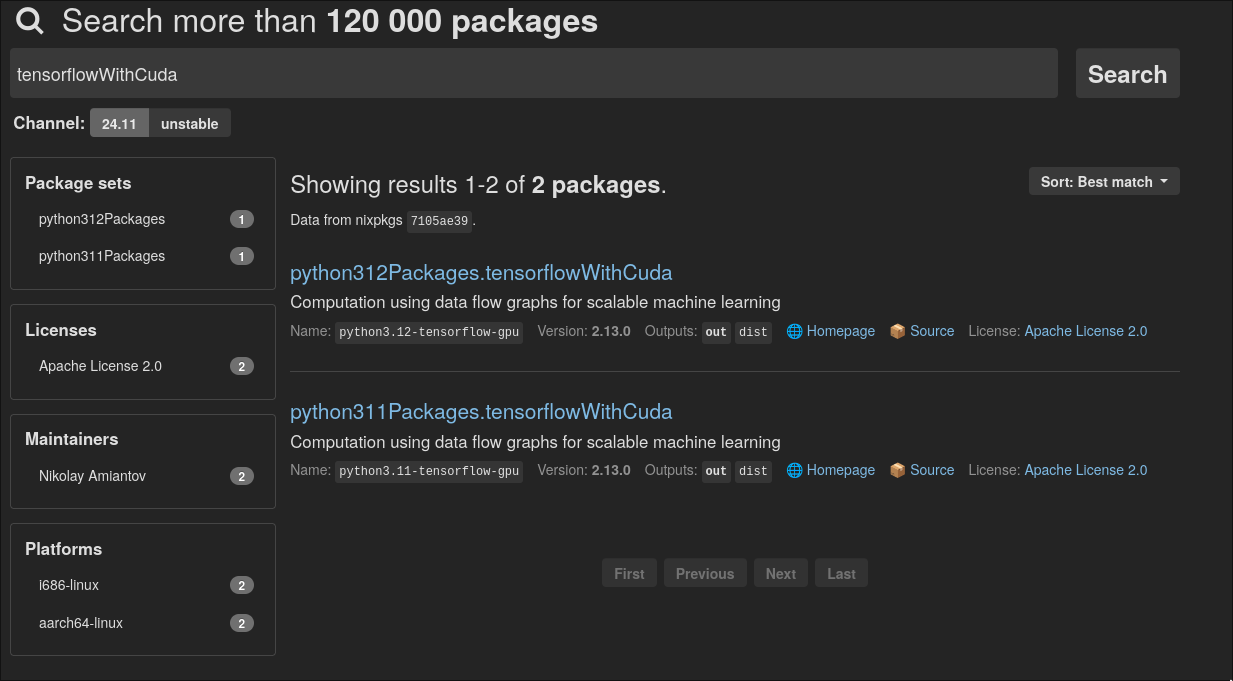 Search more than 120 000 packages
tensorflowWithCuda
Search
Channel: 24.11 unstable
Package sets
python312Packages 1
python311Packages 1
Licenses
Apache License 2.0 2
Maintainers
Nikolay Amiantov 2
Platforms
i686-linux 2
aarch64-linux 2
Showing results 1-2 of 2 packages.
Sort: Best match
Data from nixpkgs 7105ae39.
python312Packages.tensorflowWithCuda
Computation using data flow graphs for scalable machine learning
Name: python3.12-tensorflow-gpu Version: 2.13.0 Outputs: out dist Homepage Source License: Apache License 2.0
python311Packages.tensorflowWithCuda
Computation using data flow graphs for scalable machine learning
Name: python3.11-tensorflow-gpu Version: 2.13.0 Outputs: out dist Homepage Source License: Apache License 2.0
First Previous Next Last